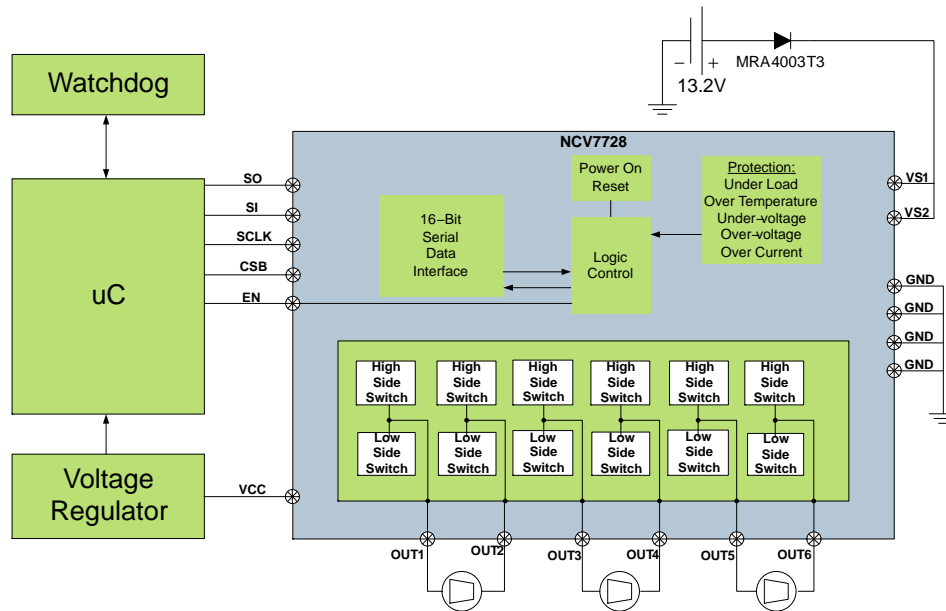 MRA4003T3
− +
13.2V
Watchdog
NCV7728
SO
SI
SCLK
CSB
EN
uC
Power On
Reset
Protection:
Under Load
Over Temperature
Under−voltage
Over−voltage
Over Current
16−Bit
Serial
Data
Interface
Logic
Control
VS1
VS2
GND
GND
GND
GND
High
Side
Switch
High
Side
Switch
High
Side
Switch
High
Side
Switch
High
Side
Switch
High
Side
Switch
Low
Side
Switch
Low
Side
Switch
Low
Side
Switch
Low
Side
Switch
Low
Side
Switch
Low
Side
Switch
Voltage
Regulator
VCC
OUT1
OUT2
OUT3
OUT4
OUT5
OUT6